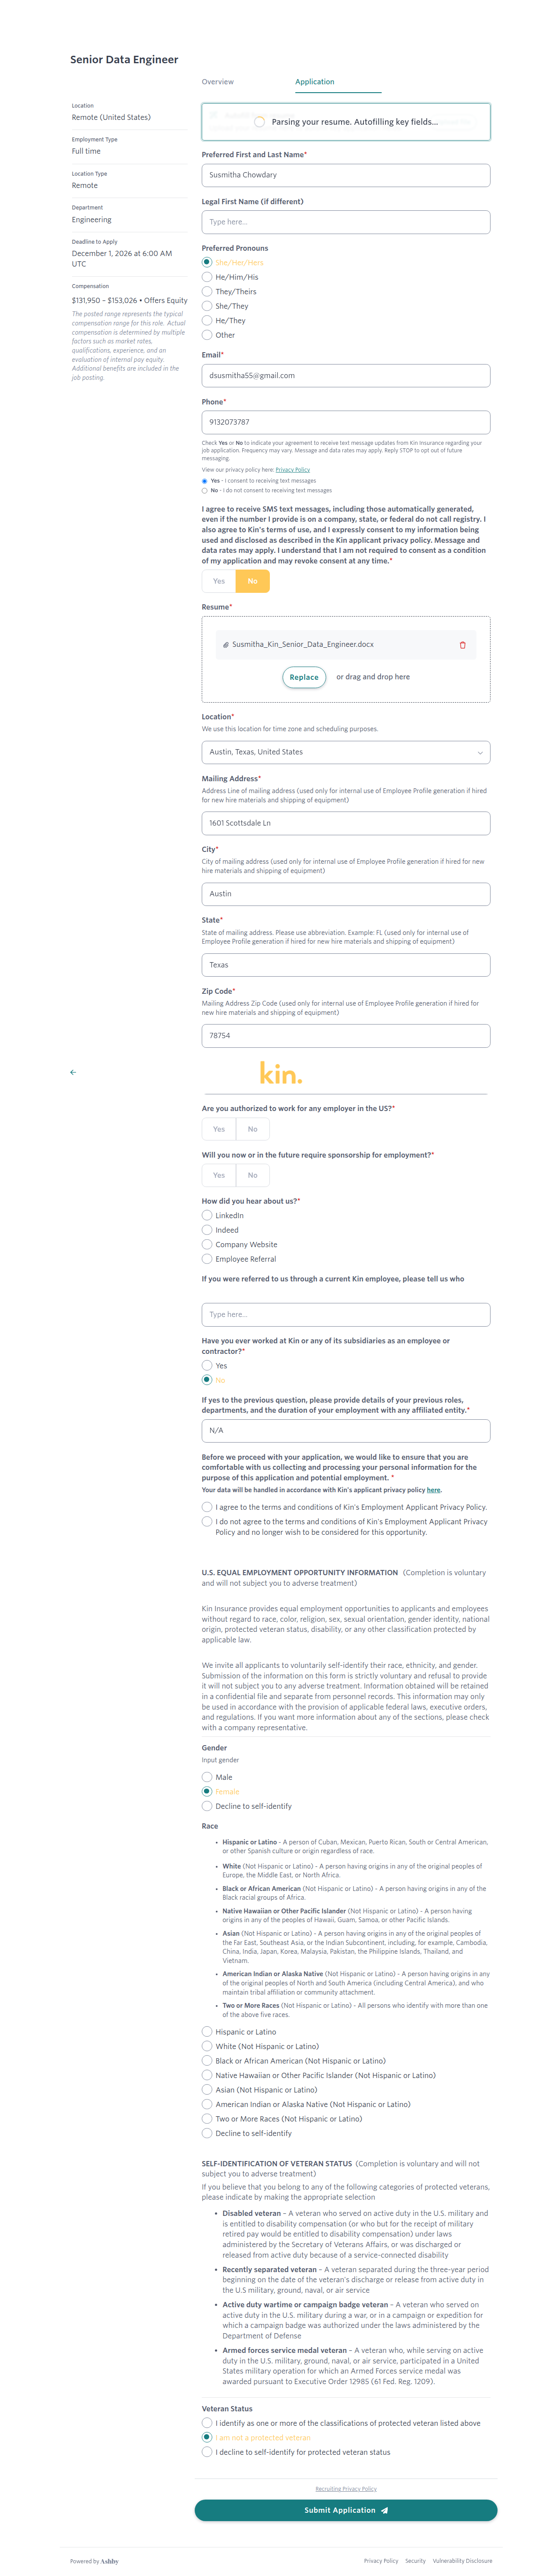 Senior Data Engineer
Overview
Application
Location
Remote (United States)
Employment Type
Full time
Location Type
Remote
Department
Engineering
Deadline to Apply
December 1, 2026 at 6:00 AM
UTC
Compensation
$131,950 – $153,026 • Offers Equity
The posted range represents the typical
compensation range for this role. Actual
compensation is determined by multiple
factors such as market rates,
qualifications, experience, and an
evaluation of internal pay equity.
Additional benefits are included in the
job posting.
Parsing your resume. Autofilling key fields...
Preferred First and Last Name*
Susmitha Chowdary
Legal First Name (if different)
Type here...
Preferred Pronouns
She/Her/Hers
He/Him/His
They/Theirs
She/They
He/They
Other
Email*
dsusmitha55@gmail.com
Phone*
9132073787
Check Yes or No to indicate your agreement to receive text message updates from Kin Insurance regarding your
job application. Frequency may vary. Message and data rates may apply. Reply STOP to opt out of future
messaging.
View our privacy policy here: Privacy Policy
Yes - I consent to receiving text messages
No - I do not consent to receiving text messages
I agree to receive SMS text messages, including those automatically generated,
even if the number I provide is on a company, state, or federal do not call registry. I
also agree to Kin's terms of use, and I expressly consent to my information being
used and disclosed as described in the Kin applicant privacy policy. Message and
data rates may apply. I understand that I am not required to consent as a condition
of my application and may revoke consent at any time.*
Yes No
Resume*
Susmitha_Kin_Senior_Data_Engineer.docx
Replace or drag and drop here
Location*
We use this location for time zone and scheduling purposes.
Austin, Texas, United States
Mailing Address*
Address Line of mailing address (used only for internal use of Employee Profile generation if hired
for new hire materials and shipping of equipment)
1601 Scottsdale Ln
City*
City of mailing address (used only for internal use of Employee Profile generation if hired for new
hire materials and shipping of equipment)
Austin
State*
State of mailing address. Please use abbreviation. Example: FL (used only for internal use of
Employee Profile generation if hired for new hire materials and shipping of equipment)
Texas
Zip Code*
Mailing Address Zip Code (used only for internal use of Employee Profile generation if hired for
new hire materials and shipping of equipment)
78754
kin.
Are you authorized to work for any employer in the US?*
Yes No
Will you now or in the future require sponsorship for employment?*
Yes No
How did you hear about us?*
LinkedIn
Indeed
Company Website
Employee Referral
If you were referred to us through a current Kin employee, please tell us who
Type here...
Have you ever worked at Kin or any of its subsidiaries as an employee or
contractor?*
Yes
No
If yes to the previous question, please provide details of your previous roles,
departments, and the duration of your employment with any affiliated entity.*
N/A
Before we proceed with your application, we would like to ensure that you are
comfortable with us collecting and processing your personal information for the
purpose of this application and potential employment. *
Your data will be handled in accordance with Kin's applicant privacy policy here.
I agree to the terms and conditions of Kin's Employment Applicant Privacy Policy.
I do not agree to the terms and conditions of Kin's Employment Applicant Privacy
Policy and no longer wish to be considered for this opportunity.
U.S. EQUAL EMPLOYMENT OPPORTUNITY INFORMATION (Completion is voluntary
and will not subject you to adverse treatment)
Kin Insurance provides equal employment opportunities to applicants and employees
without regard to race, color, religion, sex, sexual orientation, gender identity, national
origin, protected veteran status, disability, or any other classification protected by
applicable law.
We invite all applicants to voluntarily self-identify their race, ethnicity, and gender.
Submission of the information on this form is strictly voluntary and refusal to provide
it will not subject you to any adverse treatment. Information obtained will be retained
in a confidential file and separate from personnel records. This information may only
be used in accordance with the provision of applicable federal laws, executive orders,
and regulations. If you want more information about any of the sections, please check
with a company representative.
Gender
Input gender
Male
Female
Decline to self-identify
Race
• Hispanic or Latino - A person of Cuban, Mexican, Puerto Rican, South or Central American,
or other Spanish culture or origin regardless of race.
• White (Not Hispanic or Latino) - A person having origins in any of the original peoples of
Europe, the Middle East, or North Africa.
• Black or African American (Not Hispanic or Latino) - A person having origins in any of the
Black racial groups of Africa.
• Native Hawaiian or Other Pacific Islander (Not Hispanic or Latino) - A person having
origins in any of the peoples of Hawaii, Guam, Samoa, or other Pacific Islands.
• Asian (Not Hispanic or Latino) - A person having origins in any of the original peoples of
the Far East, Southeast Asia, or the Indian Subcontinent, including, for example, Cambodia,
China, India, Japan, Korea, Malaysia, Pakistan, the Philippine Islands, Thailand, and
Vietnam.
• American Indian or Alaska Native (Not Hispanic or Latino) - A person having origins in any
of the original peoples of North and South America (including Central America), and who
maintain tribal affiliation or community attachment.
• Two or More Races (Not Hispanic or Latino) - All persons who identify with more than one
of the above five races.
Hispanic or Latino
White (Not Hispanic or Latino)
Black or African American (Not Hispanic or Latino)
Native Hawaiian or Other Pacific Islander (Not Hispanic or Latino)
Asian (Not Hispanic or Latino)
American Indian or Alaska Native (Not Hispanic or Latino)
Two or More Races (Not Hispanic or Latino)
Decline to self-identify
SELF-IDENTIFICATION OF VETERAN STATUS (Completion is voluntary and will not
subject you to adverse treatment)
If you believe that you belong to any of the following categories of protected veterans,
please indicate by making the appropriate selection
• Disabled veteran – A veteran who served on active duty in the U.S. military and
is entitled to disability compensation (or who but for the receipt of military
retired pay would be entitled to disability compensation) under laws
administered by the Secretary of Veterans Affairs, or was discharged or
released from active duty because of a service-connected disability
• Recently separated veteran – A veteran separated during the three-year period
beginning on the date of the veteran's discharge or release from active duty in
the U.S military, ground, naval, or air service
• Active duty wartime or campaign badge veteran – A veteran who served on
active duty in the U.S. military during a war, or in a campaign or expedition for
which a campaign badge was authorized under the laws administered by the
Department of Defense
• Armed forces service medal veteran – A veteran who, while serving on active
duty in the U.S. military, ground, naval, or air service, participated in a United
States military operation for which an Armed Forces service medal was
awarded pursuant to Executive Order 12985 (61 Fed. Reg. 1209).
Veteran Status
I identify as one or more of the classifications of protected veteran listed above
I am not a protected veteran
I decline to self-identify for protected veteran status
Recruiting Privacy Policy
Submit Application
Powered by Ashby
Privacy Policy Security Vulnerability Disclosure